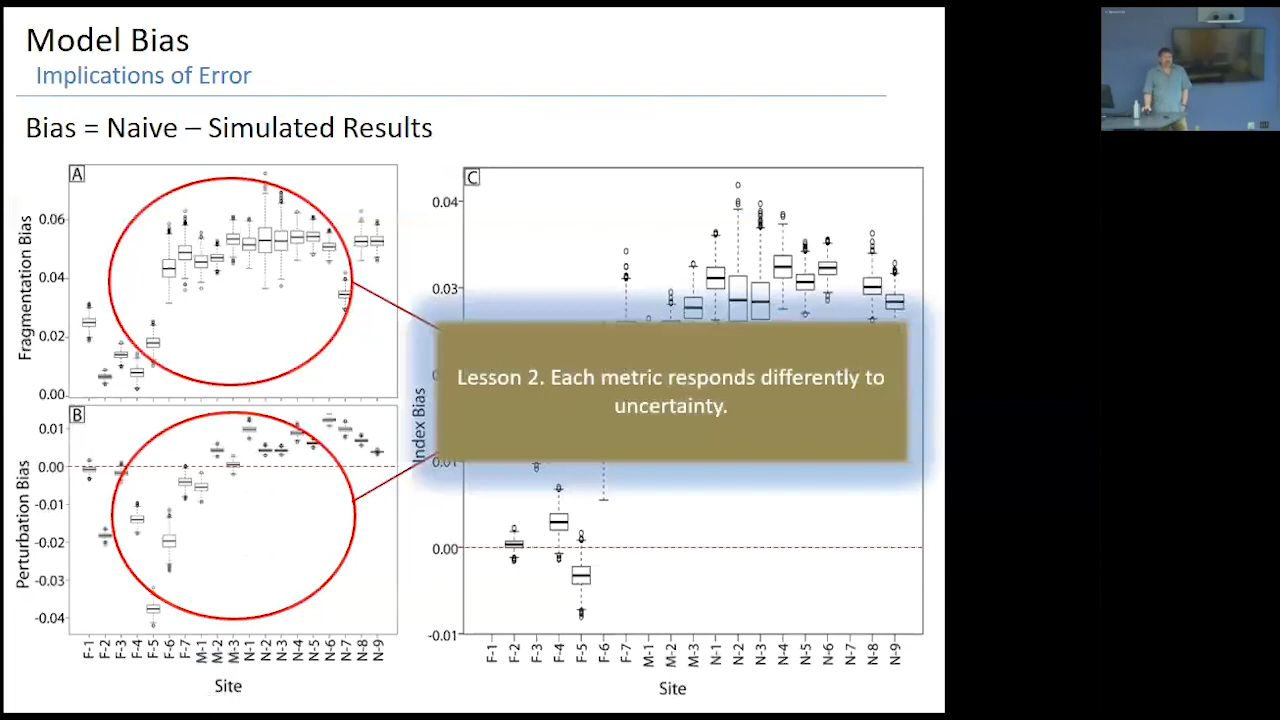 Model Bias
Implications of Error
Bias = Naive – Simulated Results
A
Fragmentation Bias
0.06
0.04
0.02
0.00
B
Perturbation Bias
0.01
0.00
-0.01
-0.02
-0.03
-0.04
F-1
F-2
F-3
F-4
F-5
F-6
F-7
M-1
M-2
M-3
N-1
N-2
N-3
N-4
N-5
N-6
N-7
N-8
N-9
Site
C
Index Bias
0.04
0.03
0.01
0.00
-0.01
F-1
F-2
F-3
F-4
F-5
F-6
F-7
M-1
M-2
M-3
N-1
N-2
N-3
N-4
N-5
N-6
N-7
N-8
N-9
Site
Lesson 2. Each metric responds differently to
uncertainty.